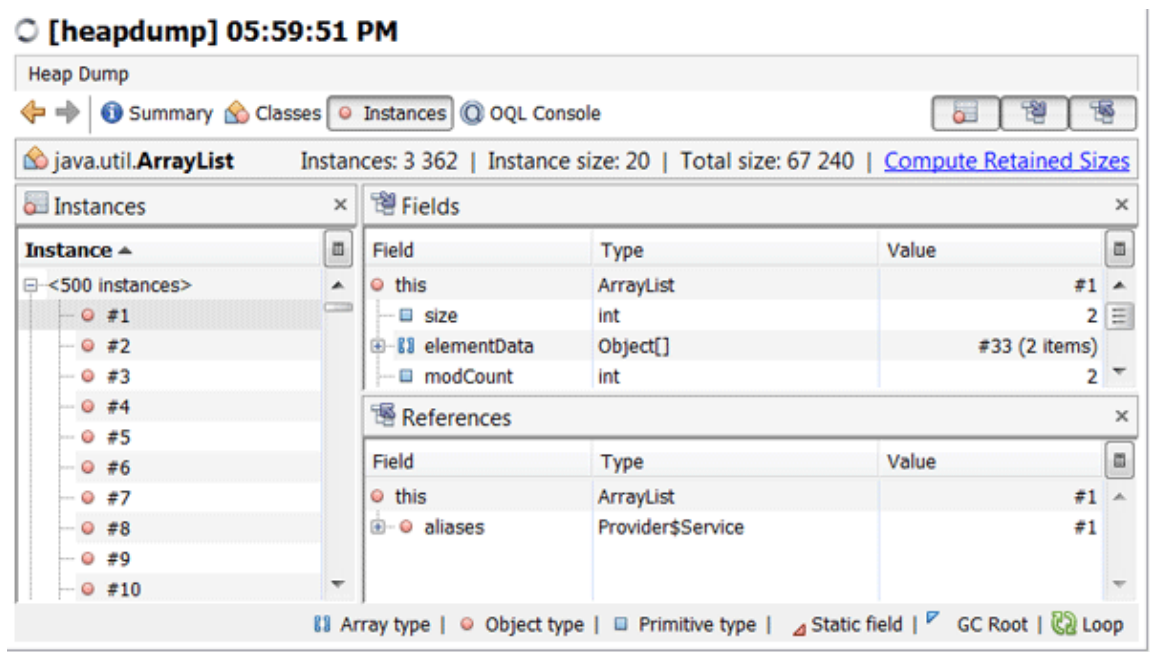 [heapdump] 05:59:51 PM
Heap Dump
Summary Classes Instances OQL Console
java.util.ArrayList Instances: 3 362 | Instance size: 20 | Total size: 67 240 | Compute Retained Sizes
Instances ×
Instance
<500 instances>
#1
#2
#3
#4
#5
#6
#7
#8
#9
#10
Fields ×
Field Type Value
this ArrayList #1
size int 2
elementData Object[] #33 (2 items)
modCount int 2
References ×
Field Type Value
this ArrayList #1
aliases Provider$Service #1
Array type | Object type | Primitive type | Static field | GC Root | Loop